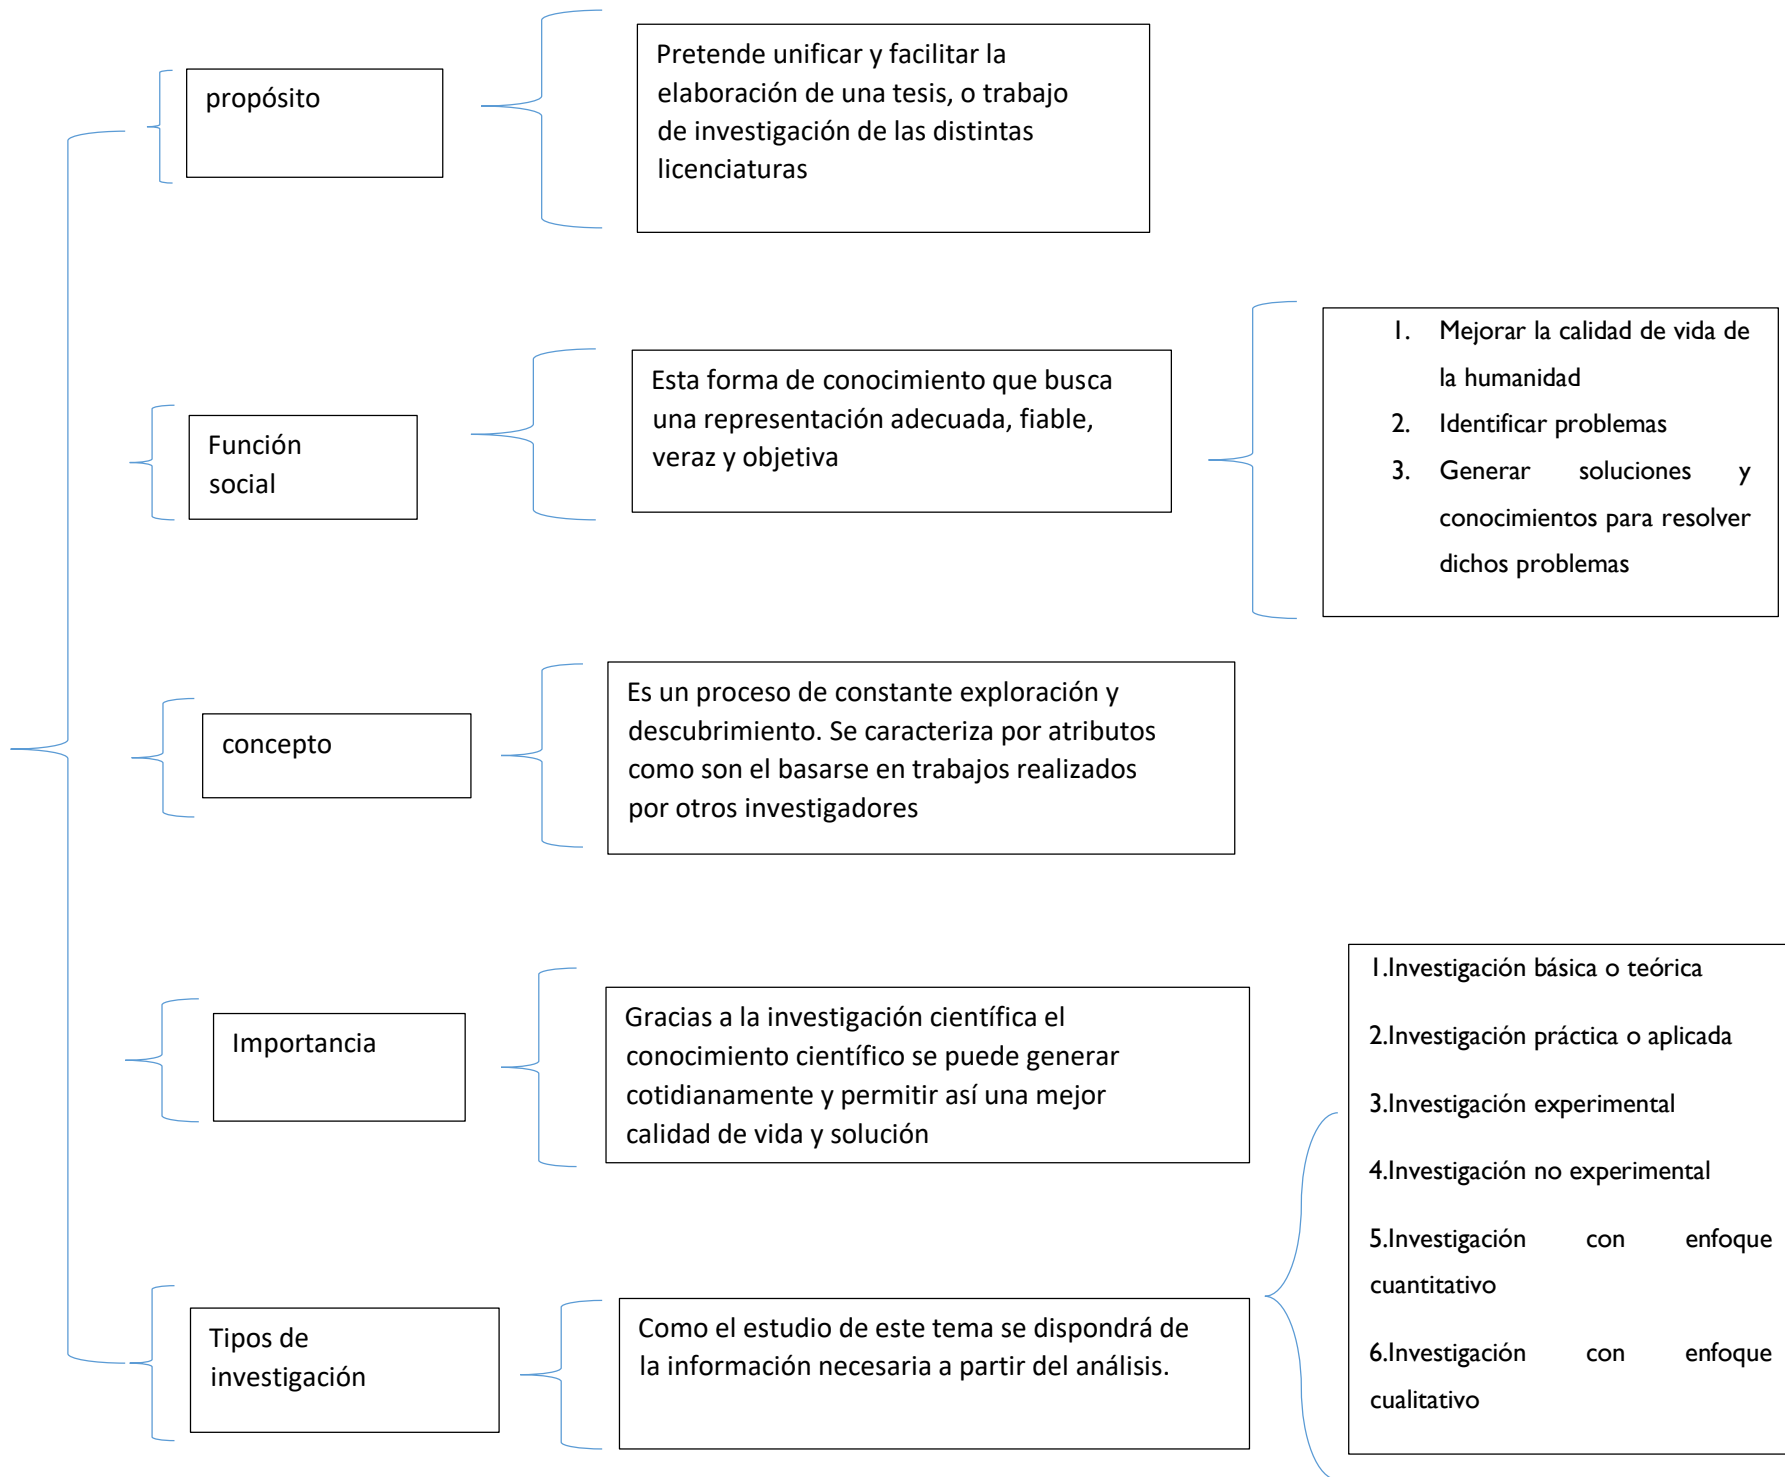 propósito
Pretende unificar y facilitar la
elaboración de una tesis, o trabajo
de investigación de las distintas
licenciaturas
Función
social
Esta forma de conocimiento que busca
una representación adecuada, fiable,
veraz y objetiva
1. Mejorar la calidad de vida de
la humanidad
2. Identificar problemas
3. Generar soluciones y
conocimientos para resolver
dichos problemas
concepto
Es un proceso de constante exploración y
descubrimiento. Se caracteriza por atributos
como son el basarse en trabajos realizados
por otros investigadores
Importancia
Gracias a la investigación científica el
conocimiento científico se puede generar
cotidianamente y permitir así una mejor
calidad de vida y solución
Tipos de
investigación
Como el estudio de este tema se dispondrá de
la información necesaria a partir del análisis.
1.Investigación básica o teórica
2.Investigación práctica o aplicada
3.Investigación experimental
4.Investigación no experimental
5.Investigación con enfoque
cuantitativo
6.Investigación con enfoque
cualitativo